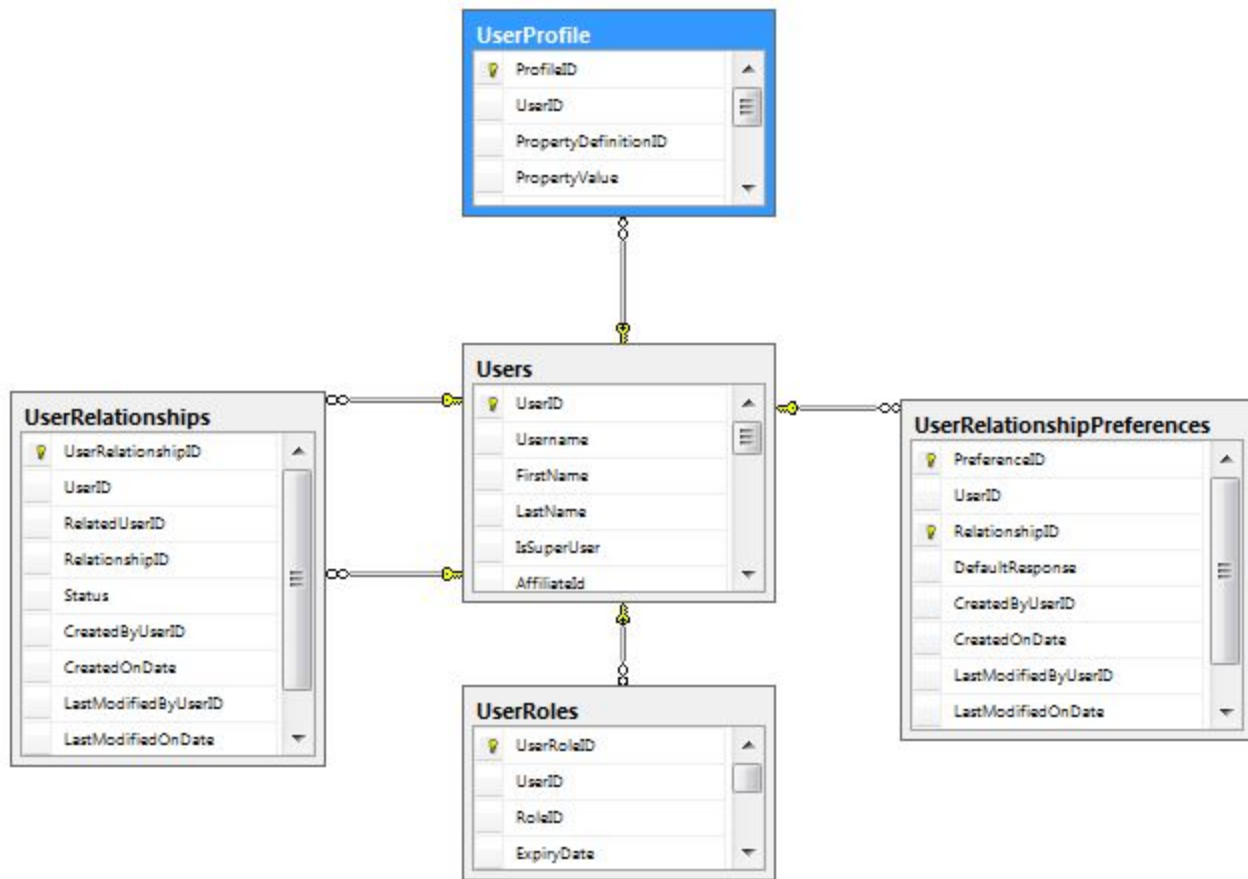 UserProfile
ProfileID
UserID
PropertyDefinitionID
PropertyValue
Users
UserID
Username
FirstName
LastName
IsSuperUser
AffiliateId
UserRelationships
UserRelationshipID
UserID
RelatedUserID
RelationshipID
Status
CreatedByUserID
CreatedOnDate
LastModifiedByUserID
LastModifiedOnDate
UserRelationshipPreferences
PreferenceID
UserID
RelationshipID
DefaultResponse
CreatedByUserID
CreatedOnDate
LastModifiedByUserID
LastModifiedOnDate
UserRoles
UserRoleID
UserID
RoleID
ExpiryDate